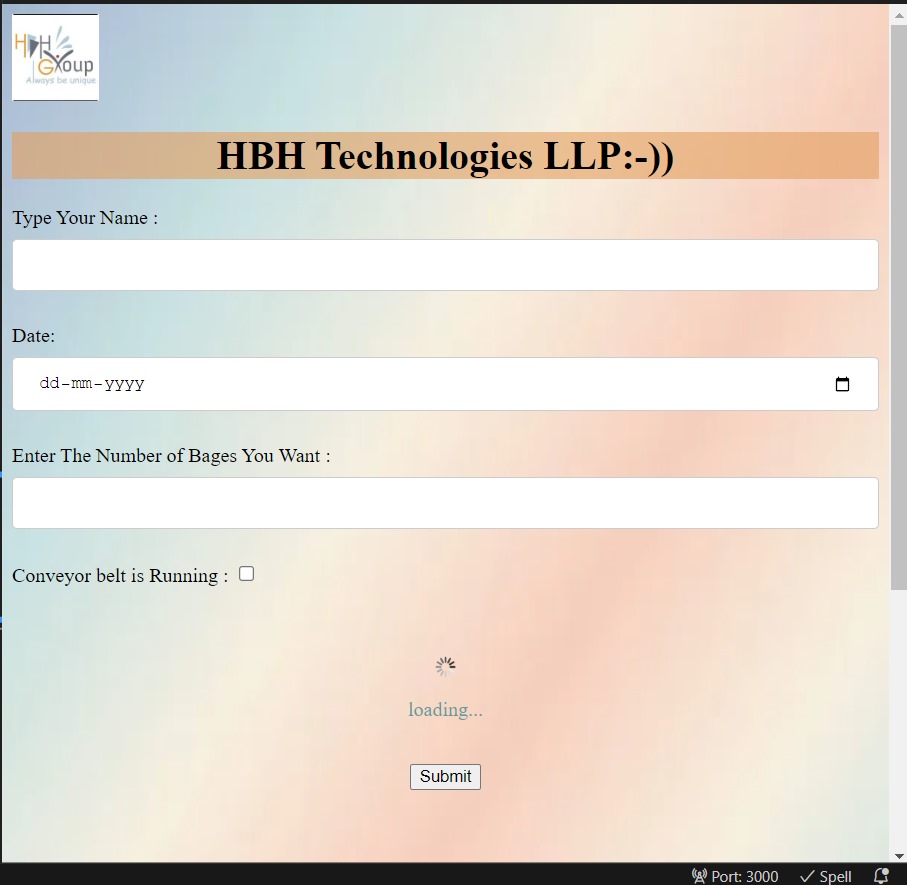 HBH
GXoup
Always be unique
HBH Technologies LLP:-))
Type Your Name :
Date:
dd-mm-yyyy
Enter The Number of Bages You Want :
Conveyor belt is Running :
loading...
Submit
Port: 3000 Spell